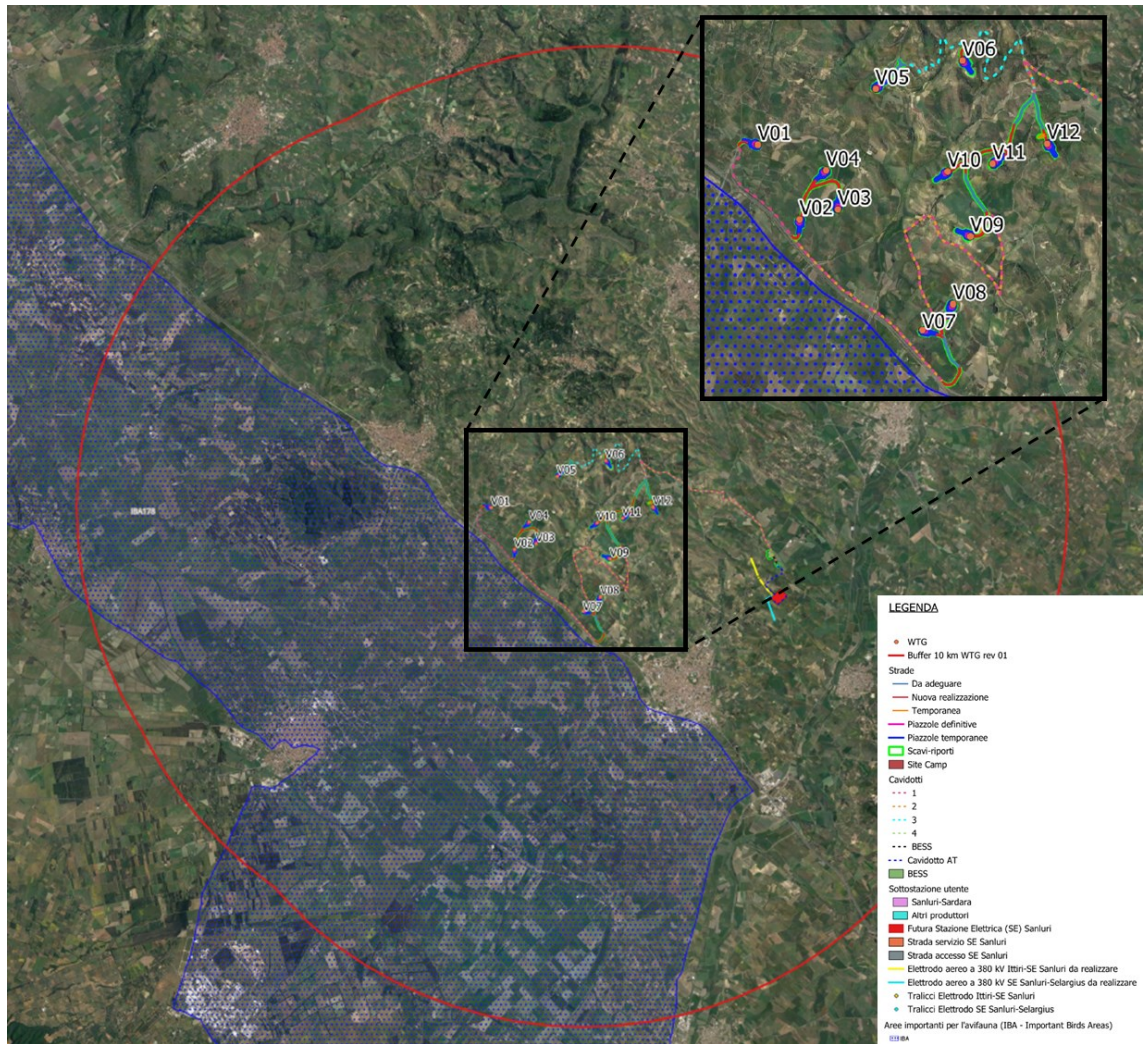 V06
V05
V12
V01
V11
V04
V10
V03
V02
V09
V08
V07
V06
V05
V01
V12
V11
V10
V04
V03
V02
V09
V08
V07
IBA178
LEGENDA
WTG
Buffer 10 km WTG rev 01
Strade
Da adeguare
Nuova realizzazione
Temporanea
Piazzole definitive
Piazzole temporanee
Scavi-riporti
Site Camp
Cavidotti
1
2
3
4
BESS
Cavidotto AT
BESS
Sottostazione utente
Sanluri-Sardara
Altri produttori
Futura Stazione Elettrica (SE) Sanluri
Strada servizio SE Sanluri
Strada accesso SE Sanluri
Elettrodo aereo a 380 kV Ittiri-SE Sanluri da realizzare
Elettrodo aereo a 380 kV SE Sanluri-Selargius da realizzare
Tralicci Elettrodo Ittiri-SE Sanluri
Tralicci Elettrodo SE Sanluri-Selargius
Aree importanti per l'avifauna (IBA - Important Birds Areas)
IBA